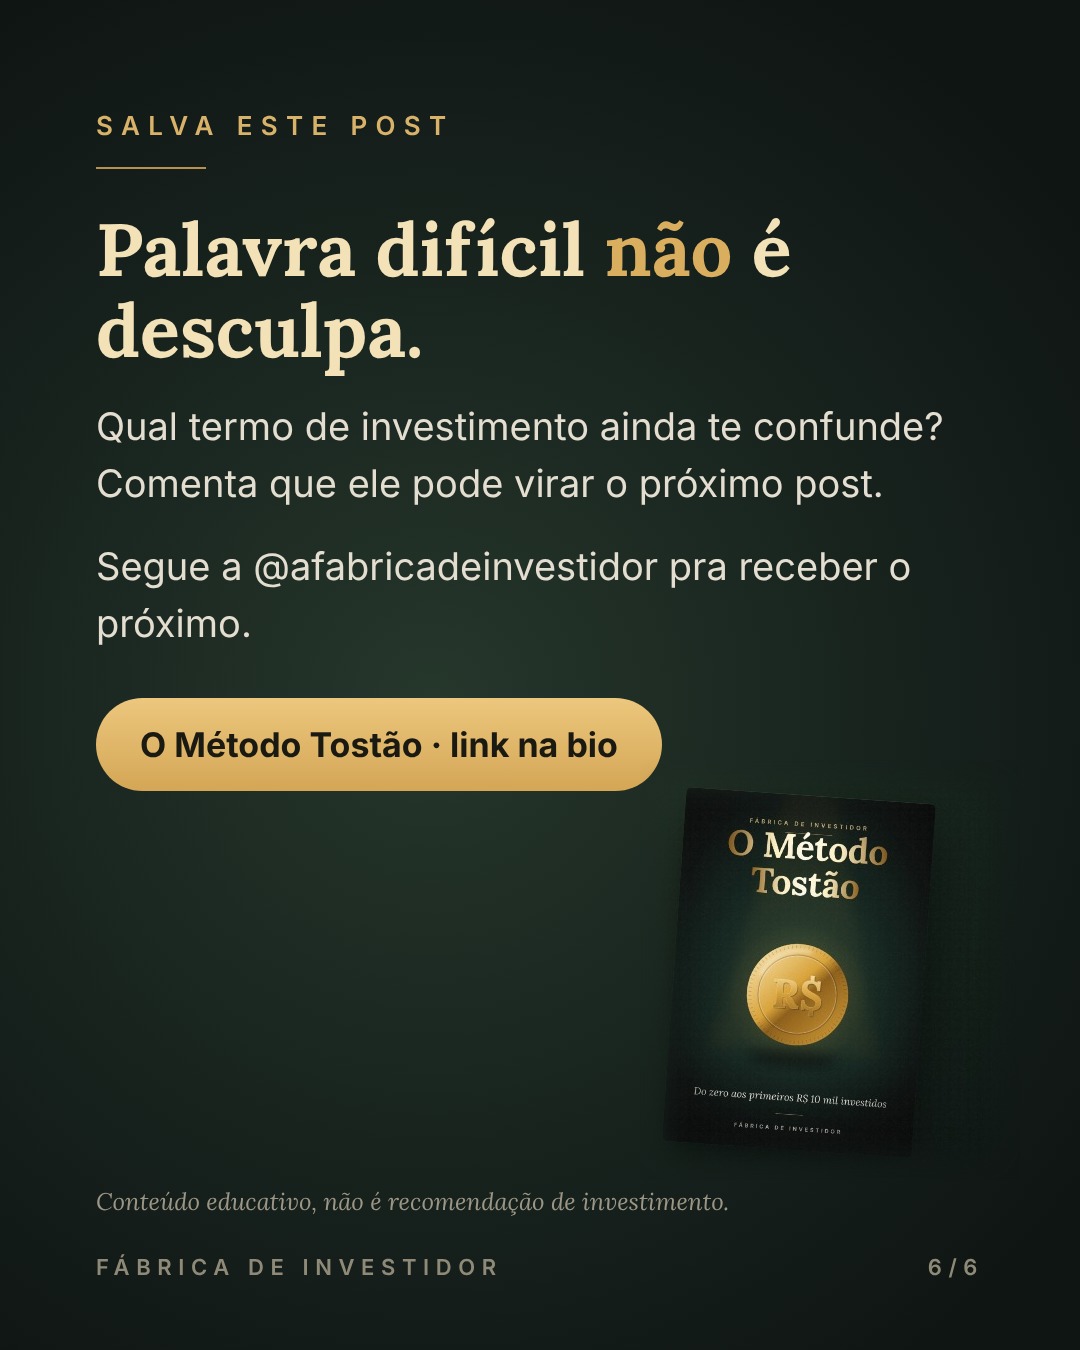 SALVA ESTE POST
Palavra difícil não é
desculpa.
Qual termo de investimento ainda te confunde?
Comenta que ele pode virar o próximo post.
Segue a @afabricadeinvestidor pra receber o
próximo.
O Método Tostão · link na bio
FÁBRICA DE INVESTIDOR
O Método
Tostão
R$
Do zero aos primeiros R$ 10 mil investidos
FÁBRICA DE INVESTIDOR
Conteúdo educativo, não é recomendação de investimento.
FÁBRICA DE INVESTIDOR
6/6